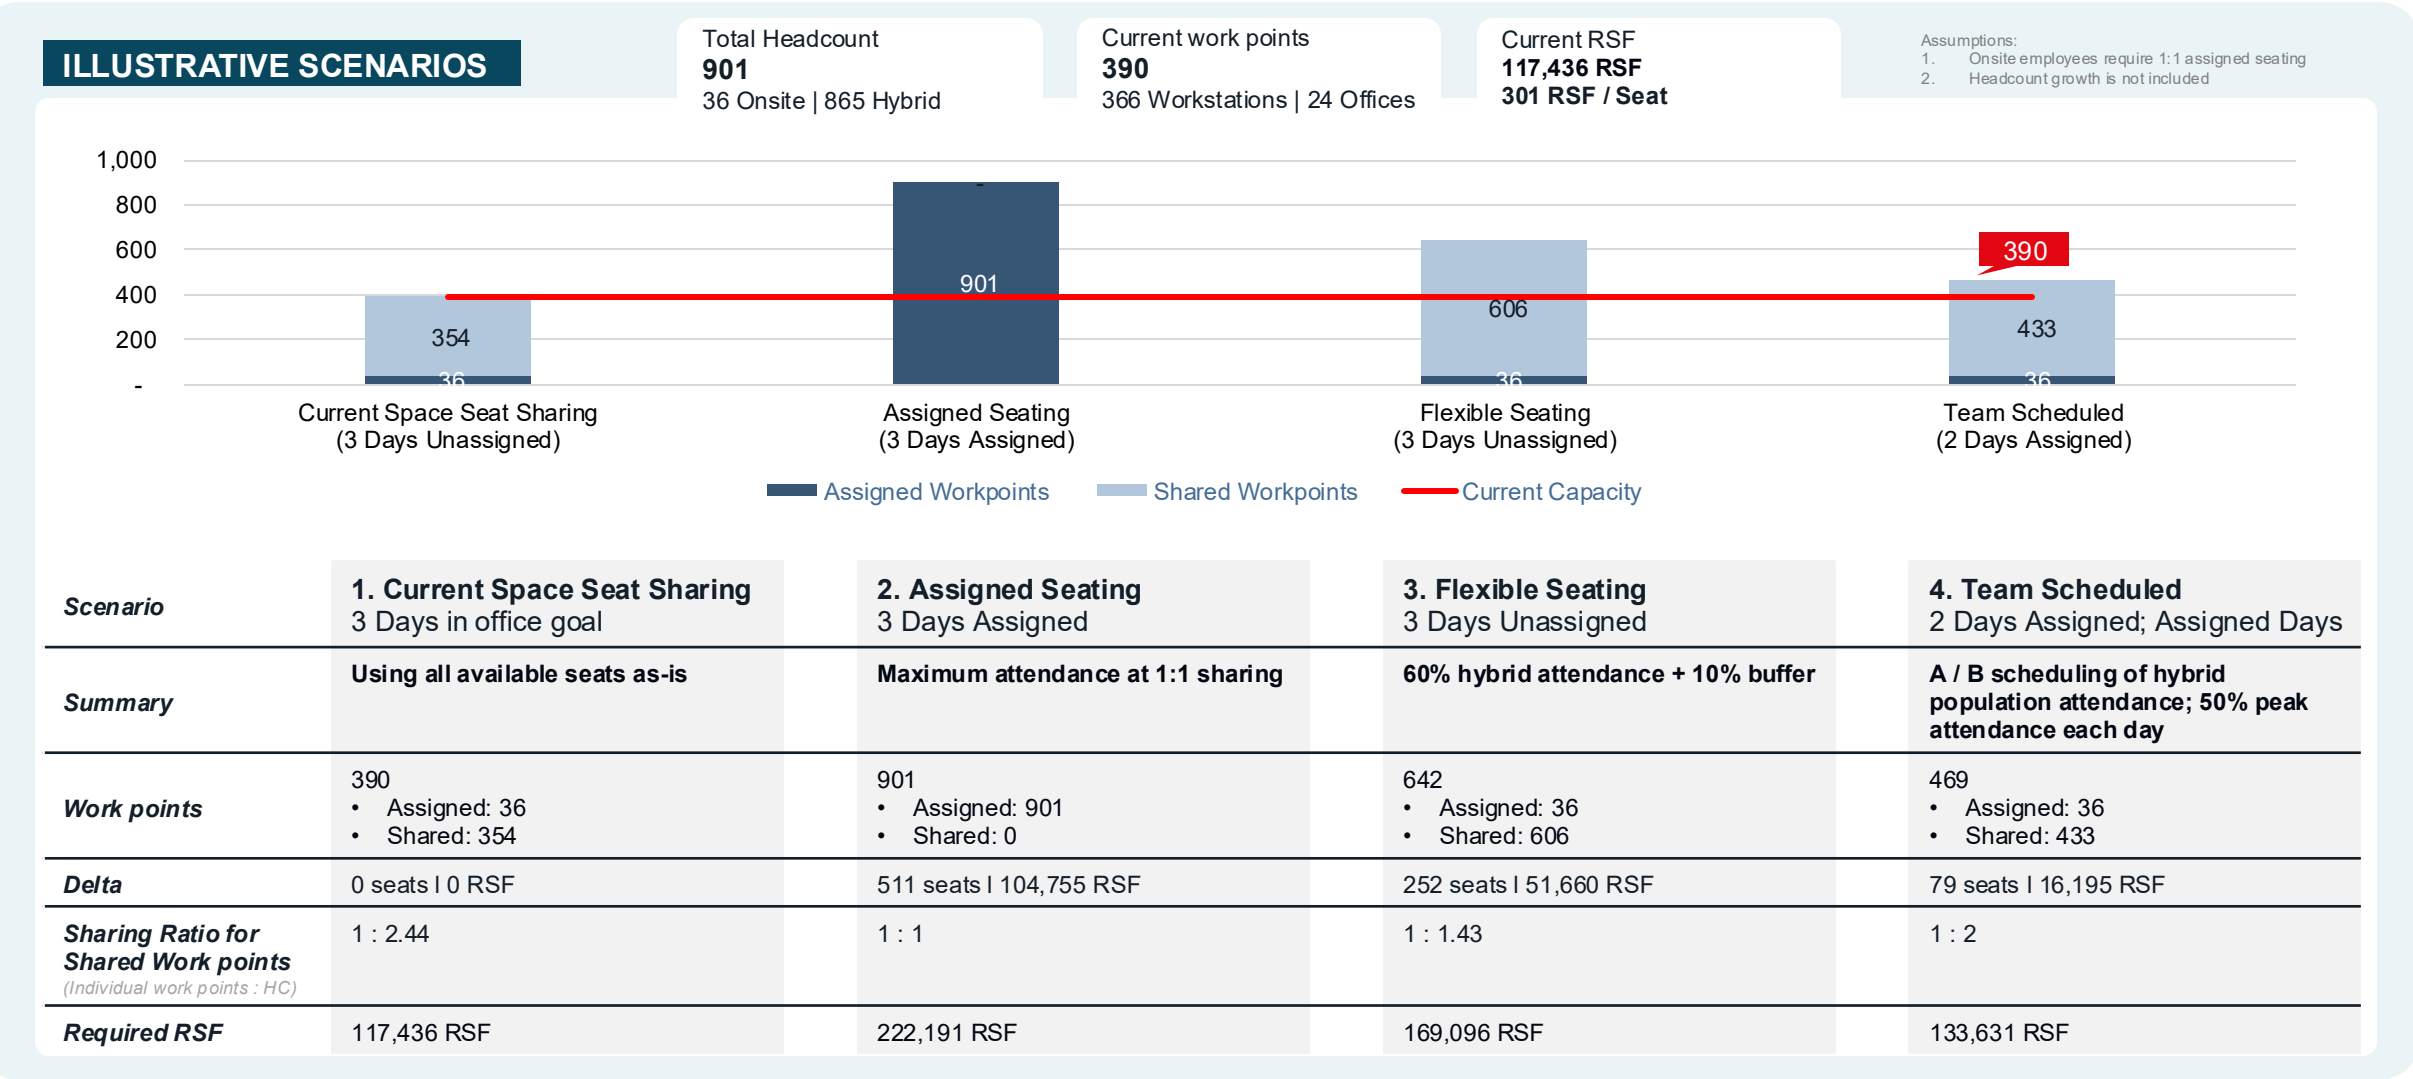 ILLUSTRATIVE SCENARIOS
Total Headcount
901
36 Onsite | 865 Hybrid
Current work points
390
366 Workstations | 24 Offices
Current RSF
117,436 RSF
301 RSF / Seat
Assumptions:
1. Onsite employees require 1:1 assigned seating
2. Headcount growth is not included
1,000
800
600
400
200
-
354
36
-
901
606
36
390
433
36
Current Space Seat Sharing
(3 Days Unassigned)
Assigned Seating
(3 Days Assigned)
Flexible Seating
(3 Days Unassigned)
Team Scheduled
(2 Days Assigned)
Assigned Workpoints
Shared Workpoints
Current Capacity
Scenario
1. Current Space Seat Sharing
3 Days in office goal
2. Assigned Seating
3 Days Assigned
3. Flexible Seating
3 Days Unassigned
4. Team Scheduled
2 Days Assigned; Assigned Days
Summary
Using all available seats as-is
Maximum attendance at 1:1 sharing
60% hybrid attendance + 10% buffer
A / B scheduling of hybrid
population attendance; 50% peak
attendance each day
Work points
390
• Assigned: 36
• Shared: 354
901
• Assigned: 901
• Shared: 0
642
• Assigned: 36
• Shared: 606
469
• Assigned: 36
• Shared: 433
Delta
0 seats I 0 RSF
511 seats I 104,755 RSF
252 seats I 51,660 RSF
79 seats I 16,195 RSF
Sharing Ratio for
Shared Work points
(Individual work points : HC)
1 : 2.44
1 : 1
1 : 1.43
1 : 2
Required RSF
117,436 RSF
222,191 RSF
169,096 RSF
133,631 RSF